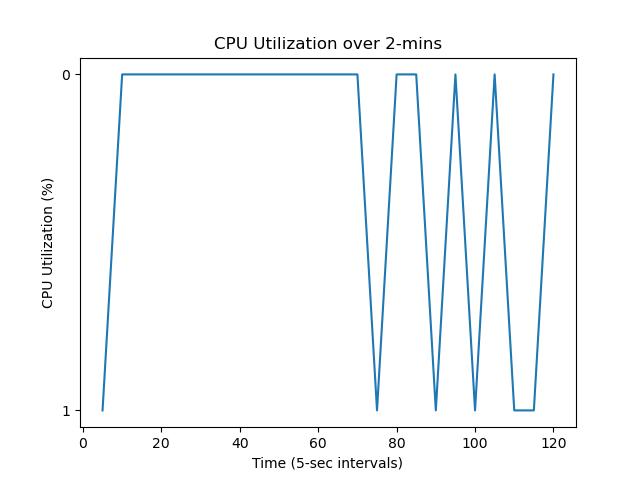 CPU Utilization over 2-mins
0
CPU Utilization (%)
1
0 20 40 60 80 100 120
Time (5-sec intervals)